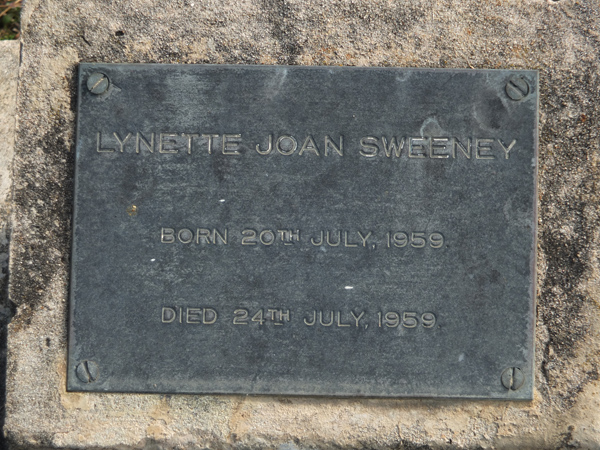 LYNETTE JOAN SWEENEY
BORN 20TH JULY, 1959.
DIED 24TH JULY, 1959.